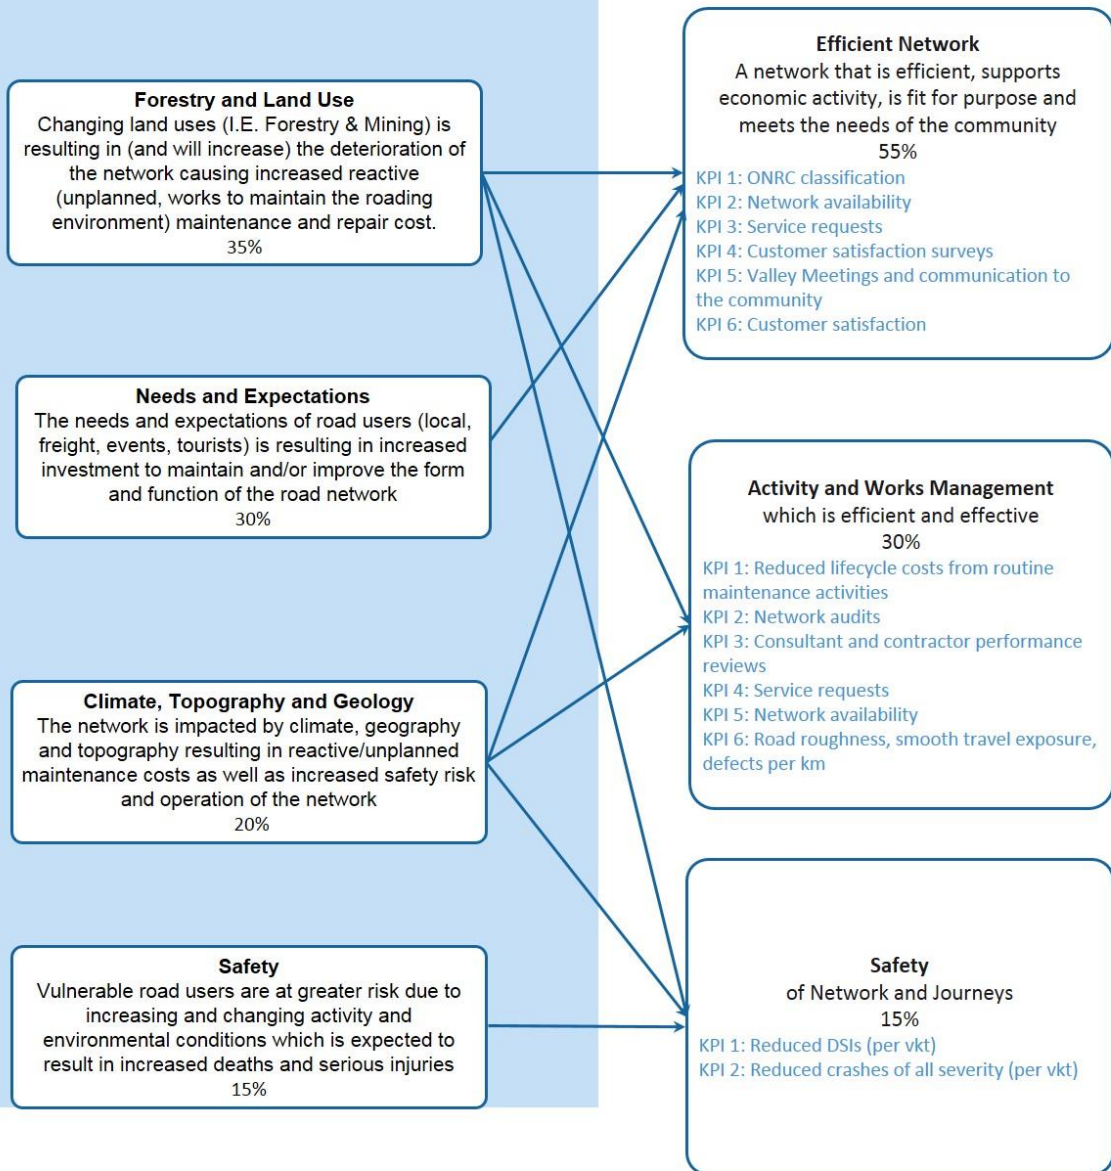 Forestry and Land Use
Changing land uses (I.E. Forestry & Mining) is
resulting in (and will increase) the deterioration of
the network causing increased reactive
(unplanned, works to maintain the roading
environment) maintenance and repair cost.
35%
Needs and Expectations
The needs and expectations of road users (local,
freight, events, tourists) is resulting in increased
investment to maintain and/or improve the form
and function of the road network
30%
Climate, Topography and Geology
The network is impacted by climate, geography
and topography resulting in reactive/unplanned
maintenance costs as well as increased safety risk
and operation of the network
20%
Safety
Vulnerable road users are at greater risk due to
increasing and changing activity and
environmental conditions which is expected to
result in increased deaths and serious injuries
15%
Efficient Network
A network that is efficient, supports
economic activity, is fit for purpose and
meets the needs of the community
55%
KPI 1: ONRC classification
KPI 2: Network availability
KPI 3: Service requests
KPI 4: Customer satisfaction surveys
KPI 5: Valley Meetings and communication to
the community
KPI 6: Customer satisfaction
Activity and Works Management
which is efficient and effective
30%
KPI 1: Reduced lifecycle costs from routine
maintenance activities
KPI 2: Network audits
KPI 3: Consultant and contractor performance
reviews
KPI 4: Service requests
KPI 5: Network availability
KPI 6: Road roughness, smooth travel exposure,
defects per km
Safety
of Network and Journeys
15%
KPI 1: Reduced DSIs (per vkt)
KPI 2: Reduced crashes of all severity (per vkt)